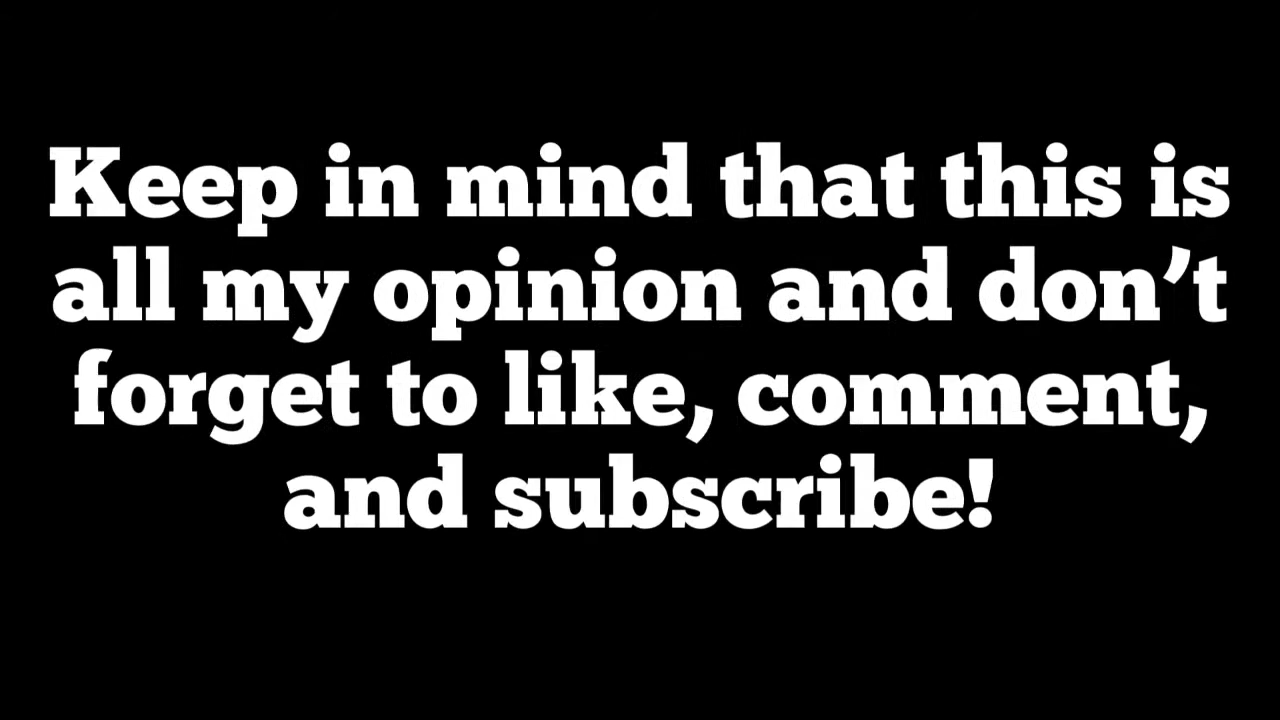 Keep in mind that this is
all my opinion and don’t
forget to like, comment,
and subscribe!